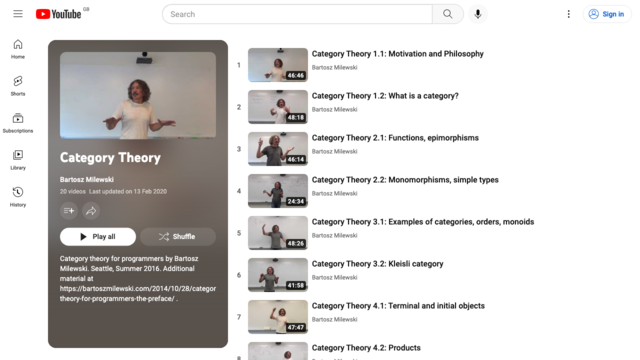 YouTube GB
Search
Sign in
Home
Shorts
Subscriptions
Library
History
Category Theory
Bartosz Milewski
20 videos Last updated on 13 Feb 2020
Play all
Shuffle
Category theory for programmers by Bartosz
Milewski. Seattle, Summer 2016. Additional
material at
https://bartoszmilewski.com/2014/10/28/categor
theory-for-programmers-the-preface/ .
1
46:46
Category Theory 1.1: Motivation and Philosophy
Bartosz Milewski
2
48:18
Category Theory 1.2: What is a category?
Bartosz Milewski
3
46:14
Category Theory 2.1: Functions, epimorphisms
Bartosz Milewski
4
24:34
Category Theory 2.2: Monomorphisms, simple types
Bartosz Milewski
5
48:26
Category Theory 3.1: Examples of categories, orders, monoids
Bartosz Milewski
6
41:58
Category Theory 3.2: Kleisli category
Bartosz Milewski
7
47:47
Category Theory 4.1: Terminal and initial objects
Bartosz Milewski
8
Category Theory 4.2: Products